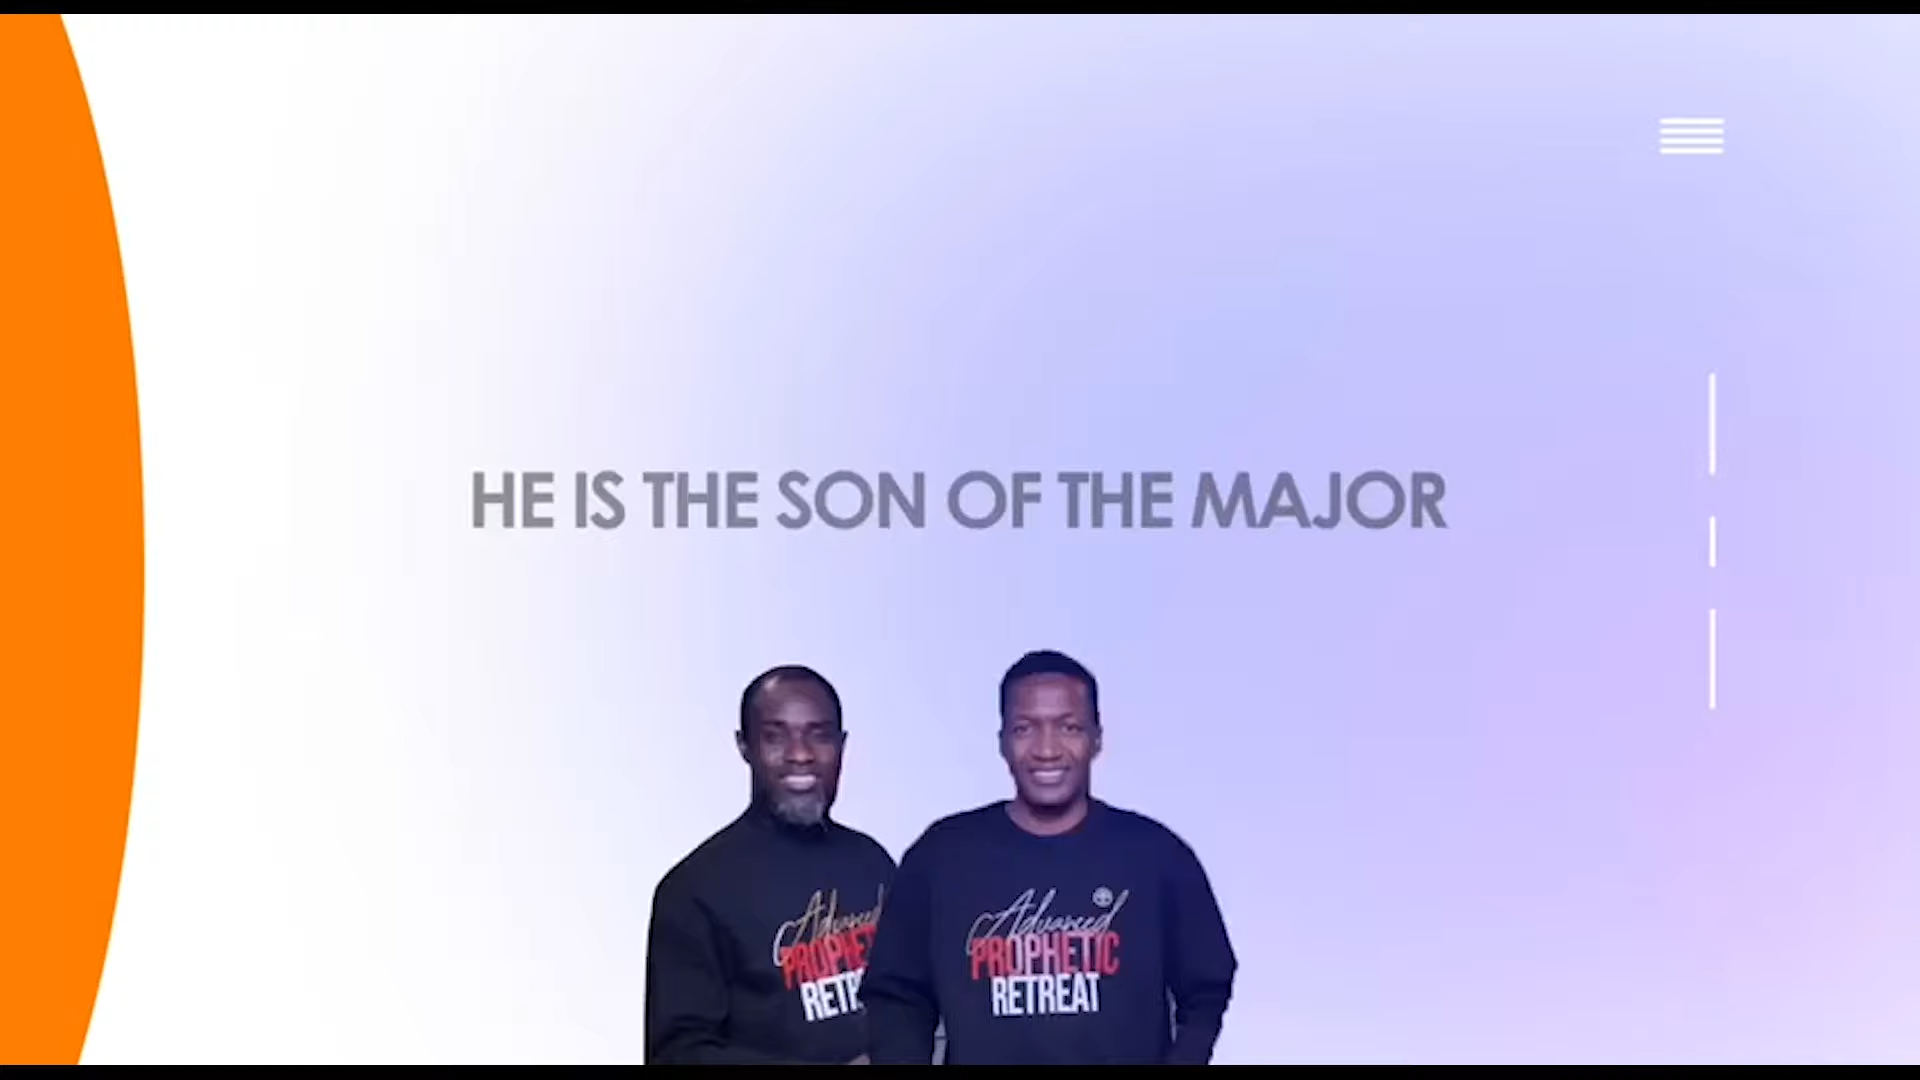 HE IS THE SON OF THE MAJOR
Advanced
PROPHETIC
RETREAT